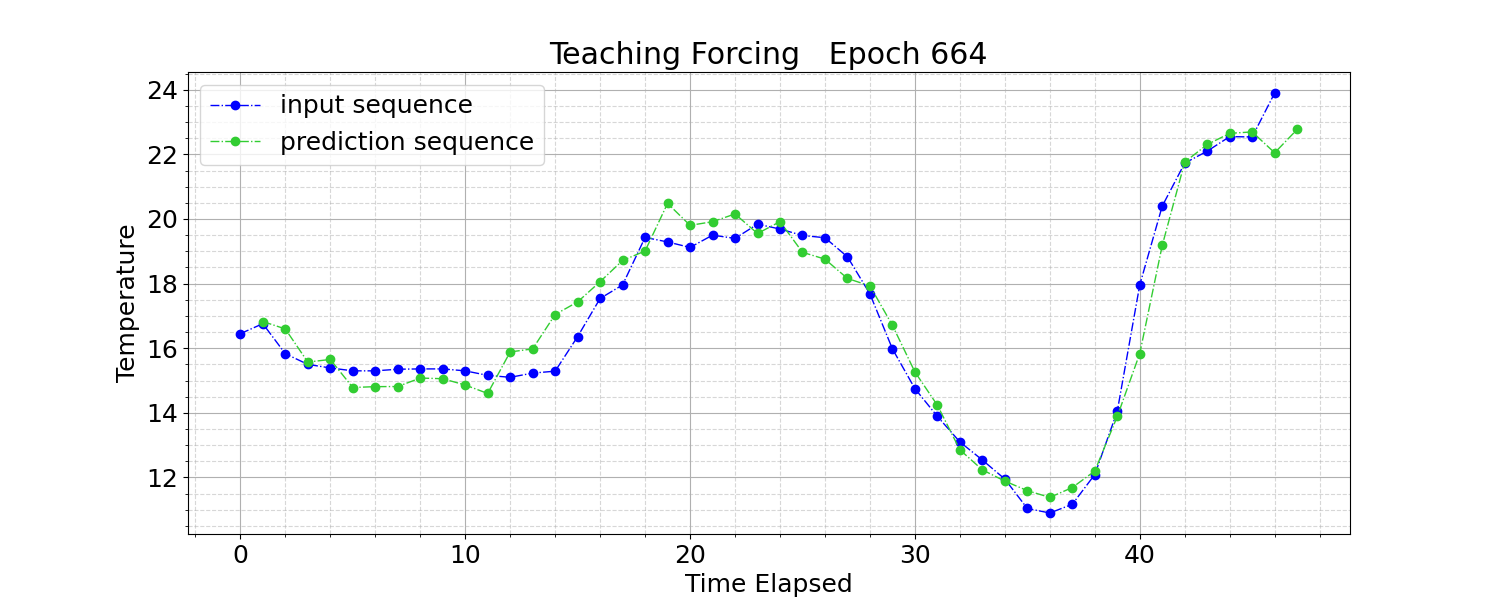 Teaching Forcing   Epoch 664
input sequence
prediction sequence
Temperature
24
22
20
18
16
14
12
0 10 20 30 40
Time Elapsed